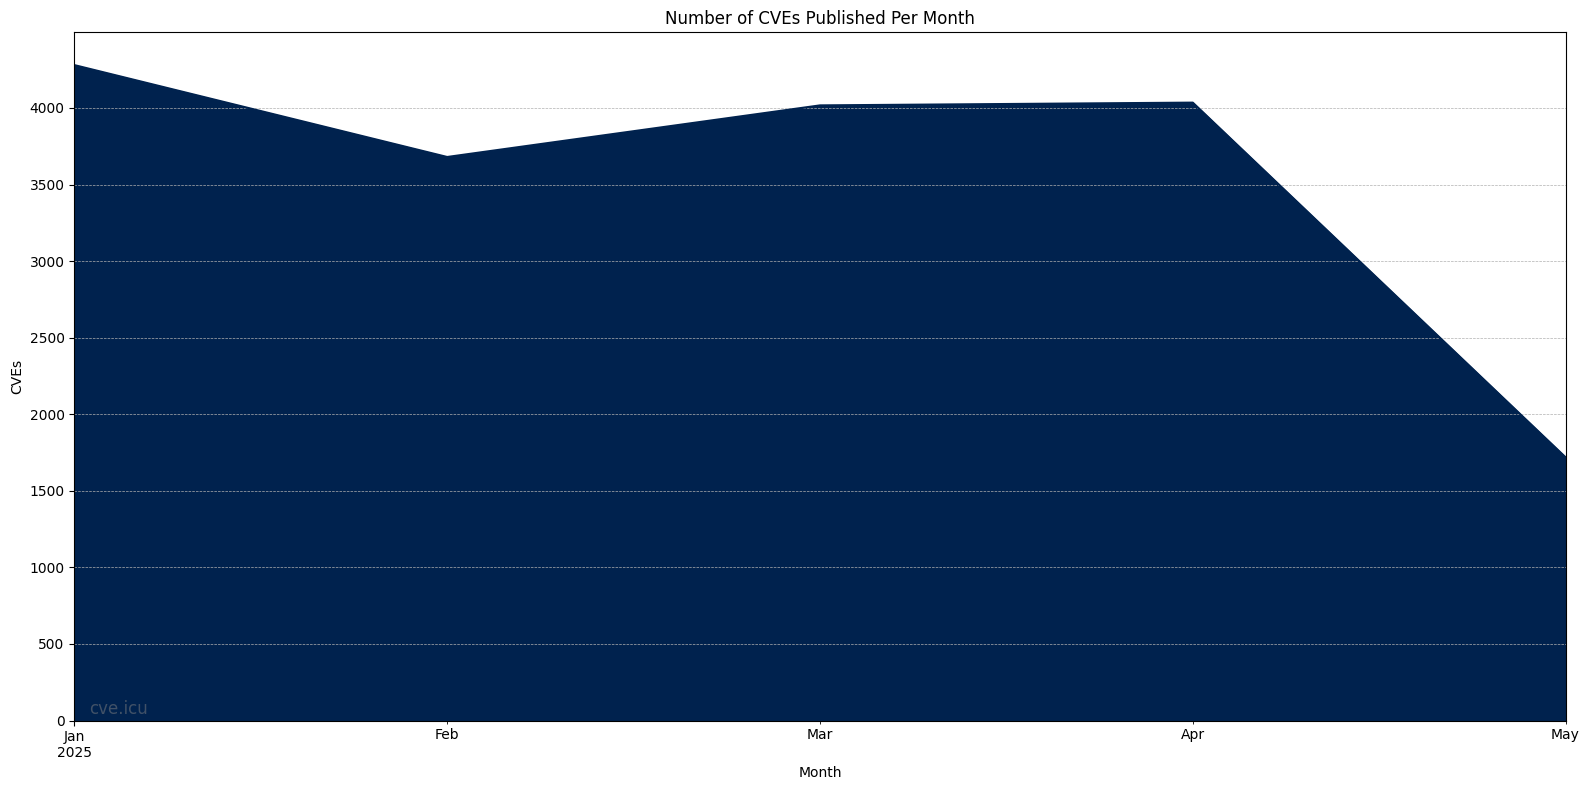 Number of CVEs Published Per Month
4000
3500
3000
2500
2000
1500
1000
500
0
CVEs
cve.icu
Jan
2025
Feb
Mar
Apr
May
Month